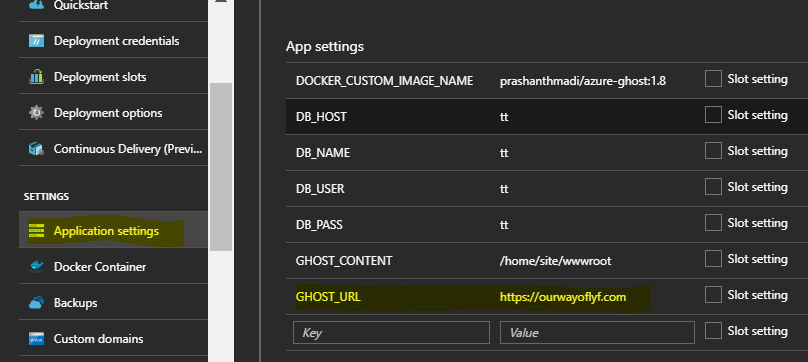 Quickstart
Deployment credentials
Deployment slots
Deployment options
Continuous Delivery (Previ...
SETTINGS
Application settings
Docker Container
Backups
Custom domains
App settings
DOCKER_CUSTOM_IMAGE_NAME prashanthmadi/azure-ghost:1.8 Slot setting
DB_HOST tt Slot setting
DB_NAME tt Slot setting
DB_USER tt Slot setting
DB_PASS tt Slot setting
GHOST_CONTENT /home/site/wwwroot Slot setting
GHOST_URL https://ourwayoflyf.com Slot setting
Key Value Slot setting